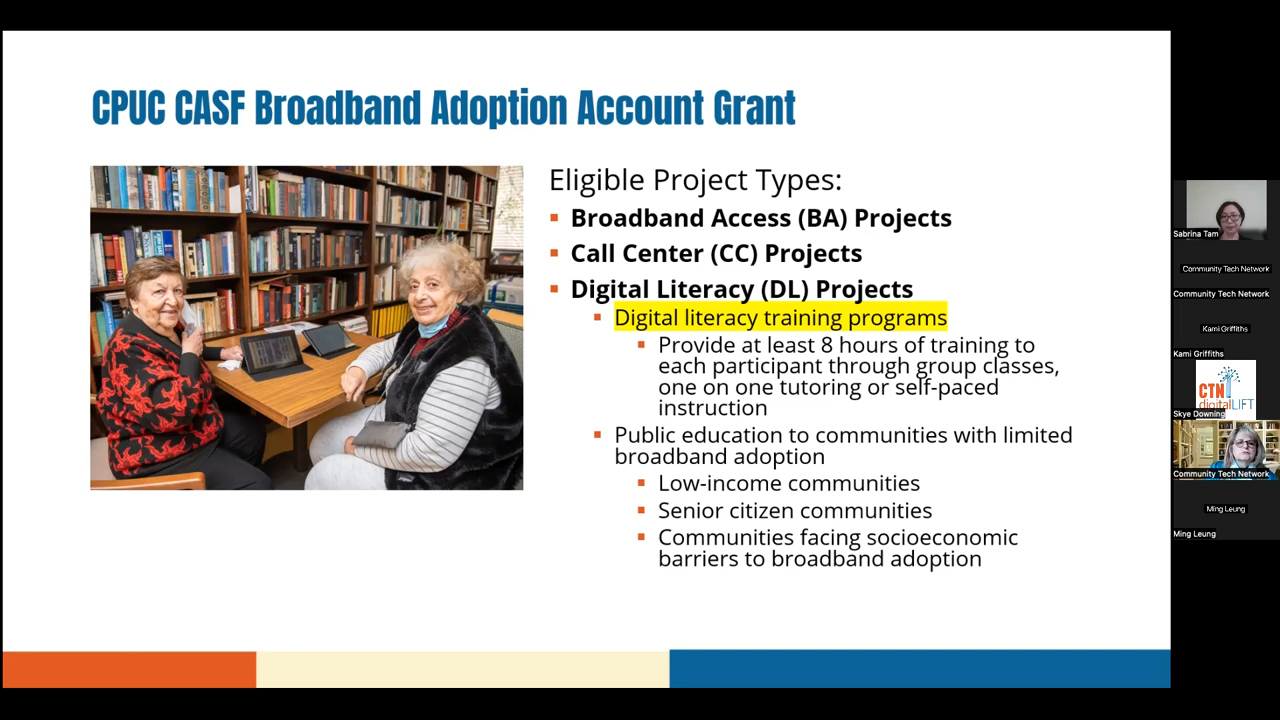 CPUC CASF Broadband Adoption Account Grant
Eligible Project Types:
Broadband Access (BA) Projects
Call Center (CC) Projects
Digital Literacy (DL) Projects
Digital literacy training programs
Provide at least 8 hours of training to
each participant through group classes,
one on one tutoring or self-paced
instruction
Public education to communities with limited
broadband adoption
Low-income communities
Senior citizen communities
Communities facing socioeconomic
barriers to broadband adoption
Sabrina Tam
Community Tech Network
Community Tech Network
Kami Griffiths
Kami Griffiths
CTN
digitalLIFT
Skye Downing
Community Tech Network
Ming Leung
Ming Leung